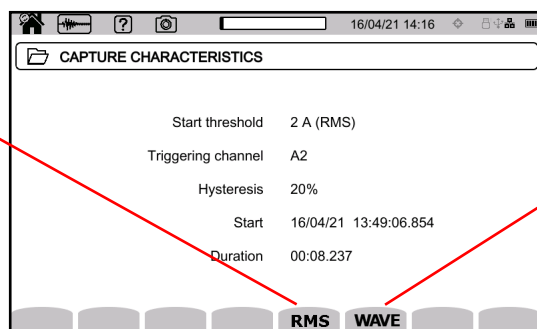 16/04/21 14:16
CAPTURE CHARACTERISTICS
Start threshold 2 A (RMS)
Triggering channel A2
Hysteresis 20%
Start 16/04/21 13:49:06.854
Duration 00:08.237
RMS WAVE